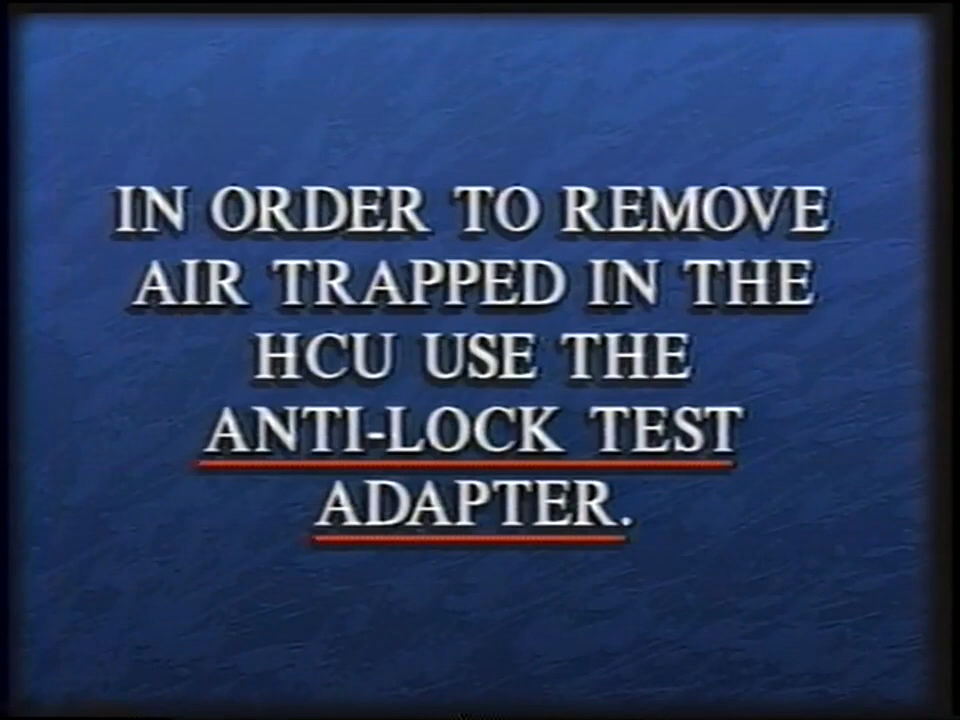 IN ORDER TO REMOVE
AIR TRAPPED IN THE
HCU USE THE
ANTI-LOCK TEST
ADAPTER.